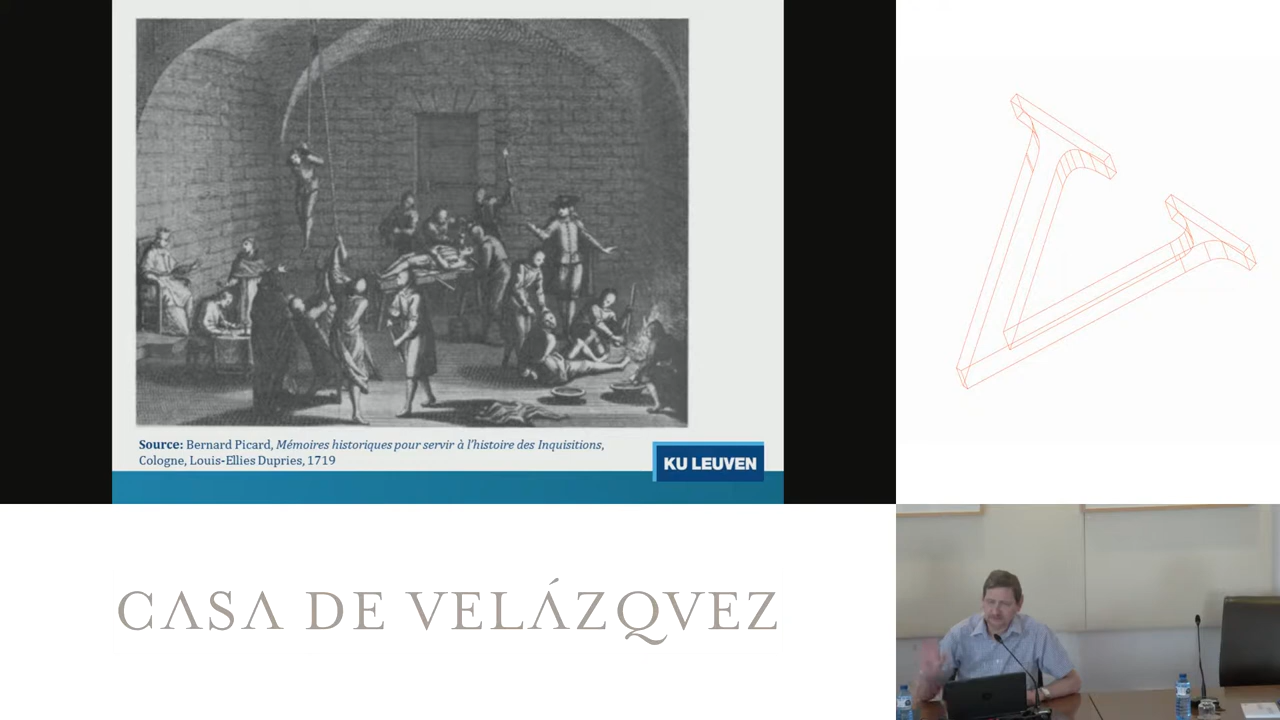 Source: Bernard Picard, Mémoires historiques pour servir à l'histoire des Inquisitions,
Cologne, Louis-Ellies Dupries, 1719
KU LEUVEN
CASA DE VELÁZQVEZ